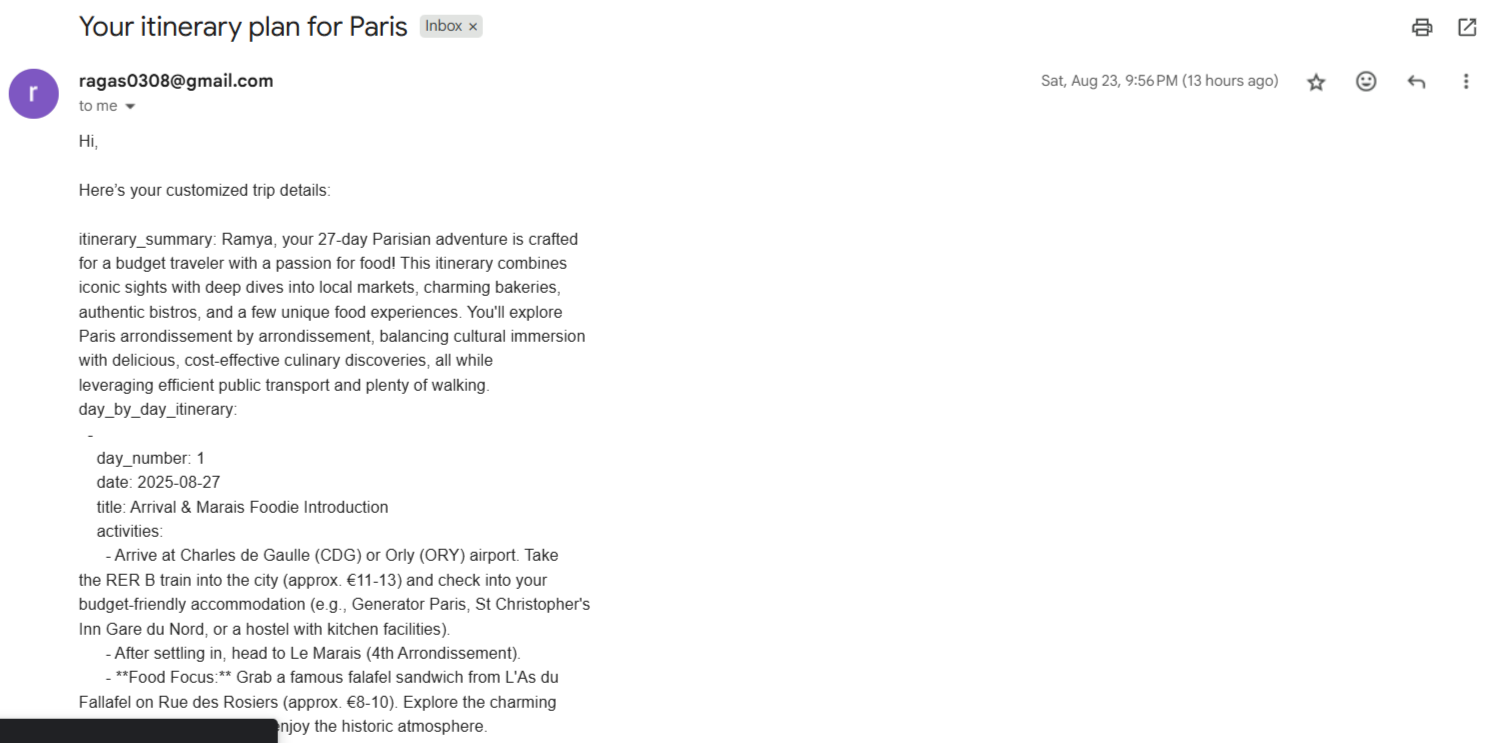 Your itinerary plan for Paris Inbox ×
r
ragas0308@gmail.com
Sat, Aug 23, 9:56 PM (13 hours ago)
to me
Hi,
Here’s your customized trip details:
itinerary_summary: Ramya, your 27-day Parisian adventure is crafted
for a budget traveler with a passion for food! This itinerary combines
iconic sights with deep dives into local markets, charming bakeries,
authentic bistros, and a few unique food experiences. You'll explore
Paris arrondissement by arrondissement, balancing cultural immersion
with delicious, cost-effective culinary discoveries, all while
leveraging efficient public transport and plenty of walking.
day_by_day_itinerary:
-
day_number: 1
date: 2025-08-27
title: Arrival & Marais Foodie Introduction
activities:
- Arrive at Charles de Gaulle (CDG) or Orly (ORY) airport. Take
the RER B train into the city (approx. €11-13) and check into your
budget-friendly accommodation (e.g., Generator Paris, St Christopher's
Inn Gare du Nord, or a hostel with kitchen facilities).
- After settling in, head to Le Marais (4th Arrondissement).
- **Food Focus:** Grab a famous falafel sandwich from L'As du
Fallafel on Rue des Rosiers (approx. €8-10). Explore the charming
the historic atmosphere.